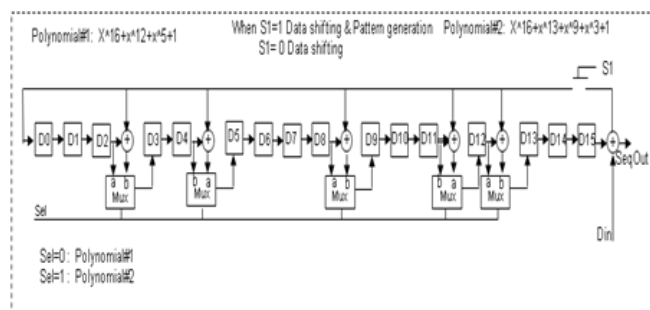 Polynomial#1: X^16+x^12+x^5+1
When S1=1 Data shifting & Pattern generation
Polynomial#2: X^16+x^13+x^9+x^3+1
S1= 0 Data shifting
S1
D0 D1 D2 + D3 D4 + D5 D6 D7 D8 + D9 D10 D11 + D12 + D13 D14 D15 +
SeqOut
a b b a a b b a a b
Mux Mux Mux Mux Mux
Sel
Din
Sel=0 : Polynomial#1
Sel=1 : Polynomial#2